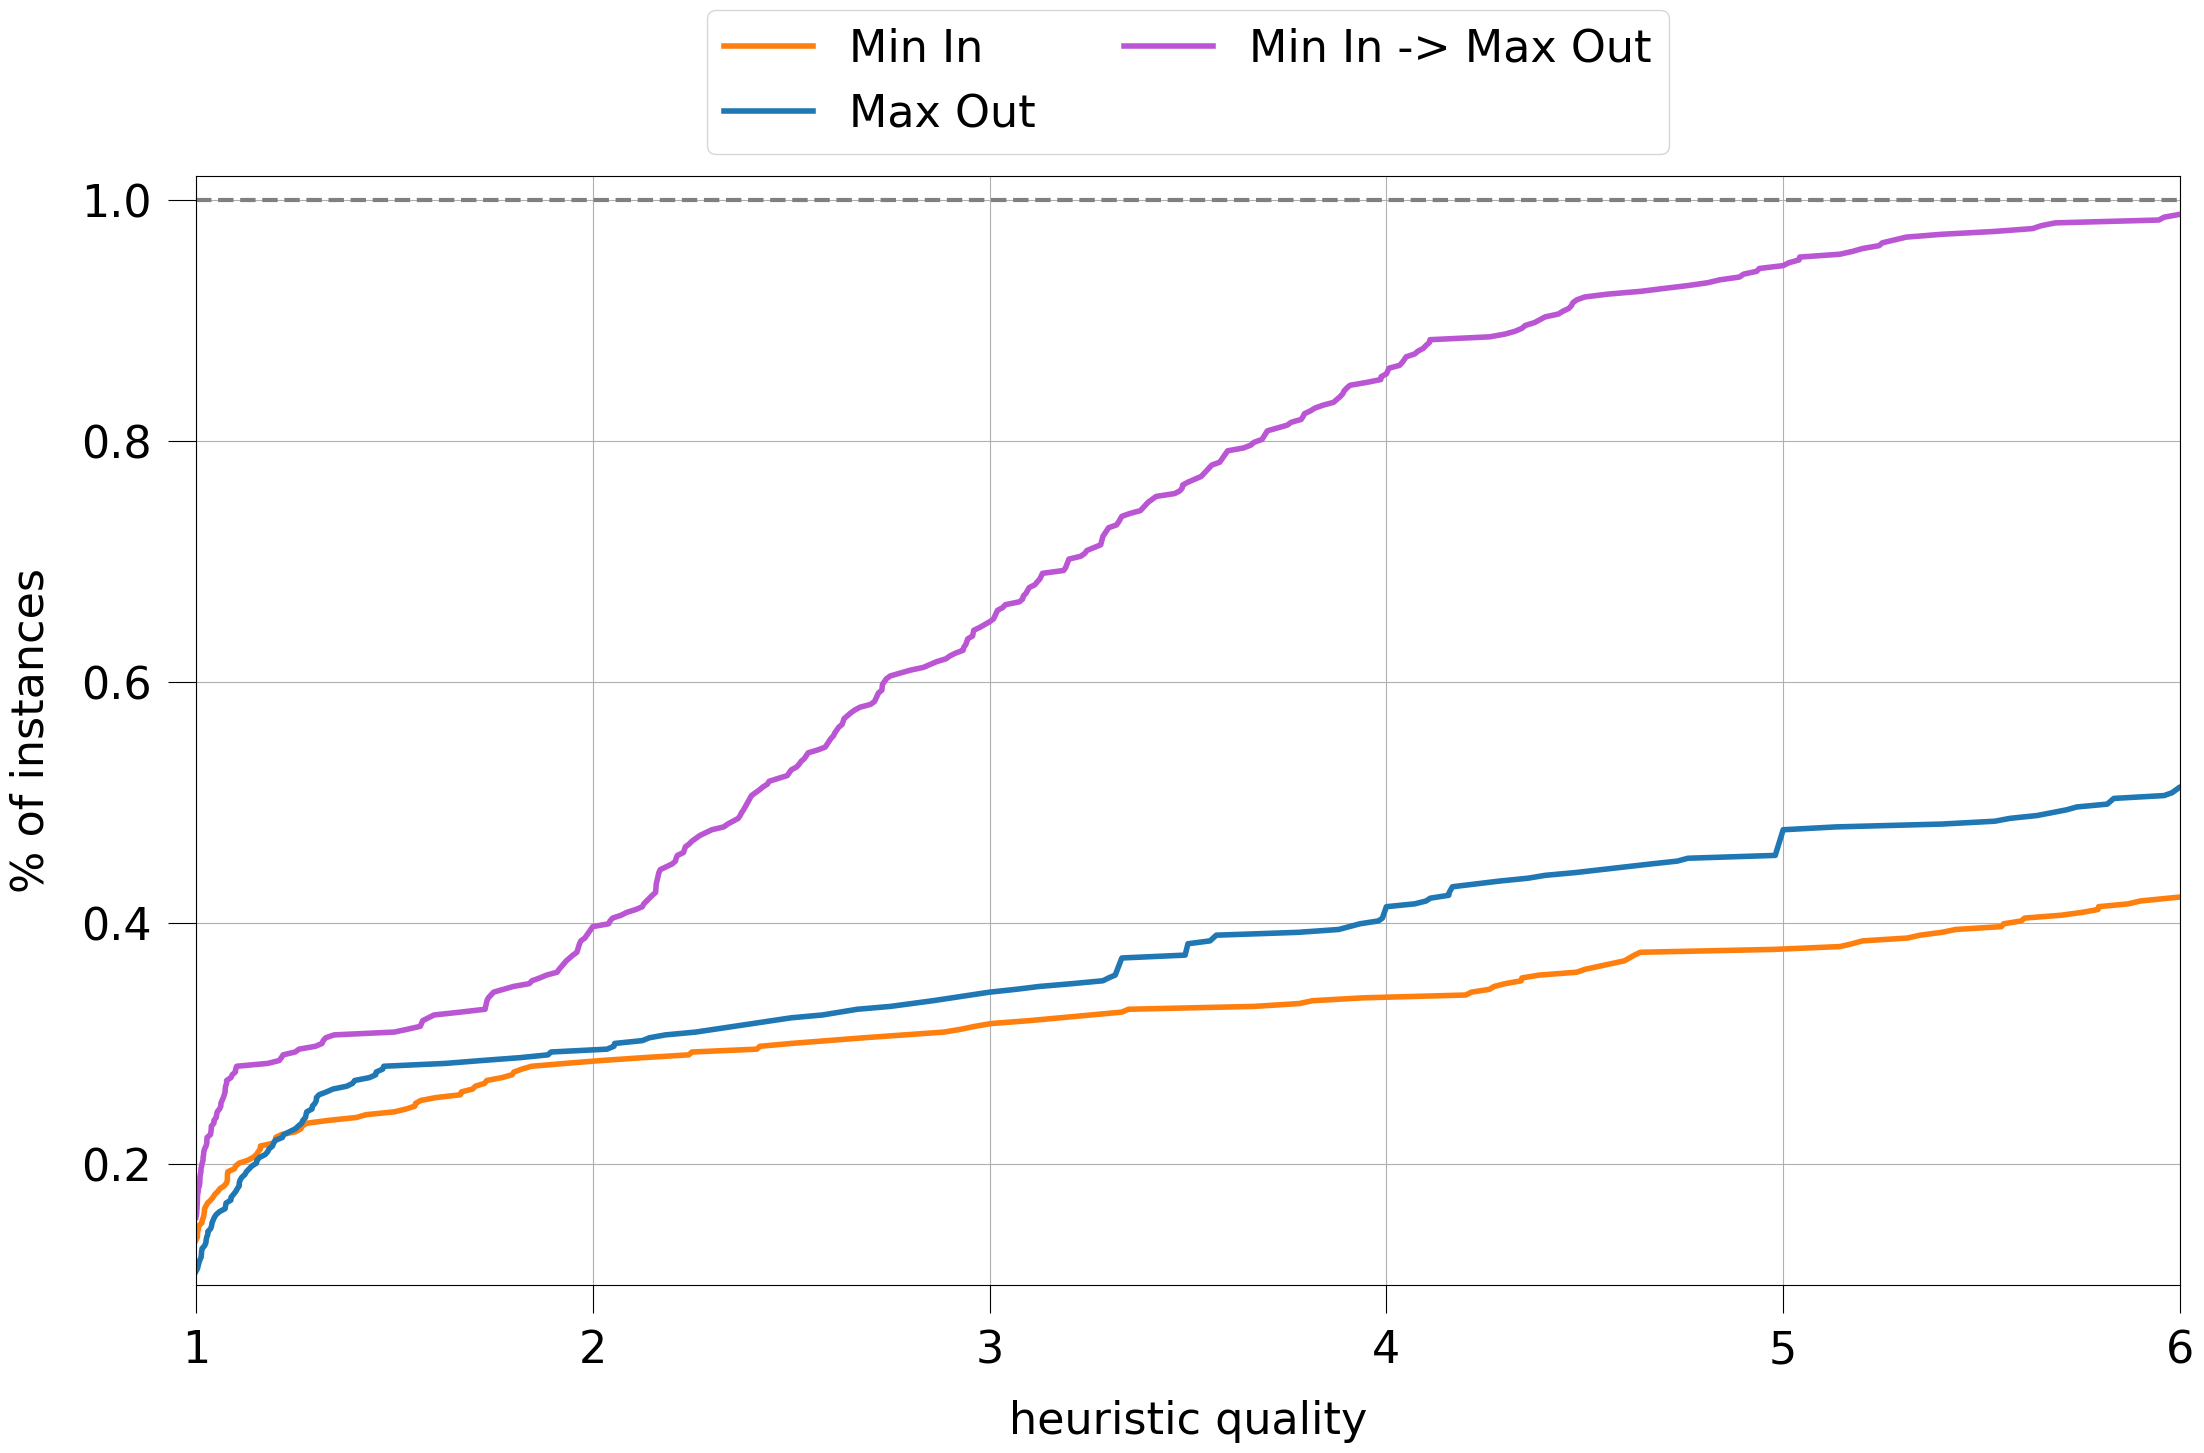 Min In
Max Out
Min In -> Max Out
% of instances
1.0
0.8
0.6
0.4
0.2
1 2 3 4 5 6
heuristic quality